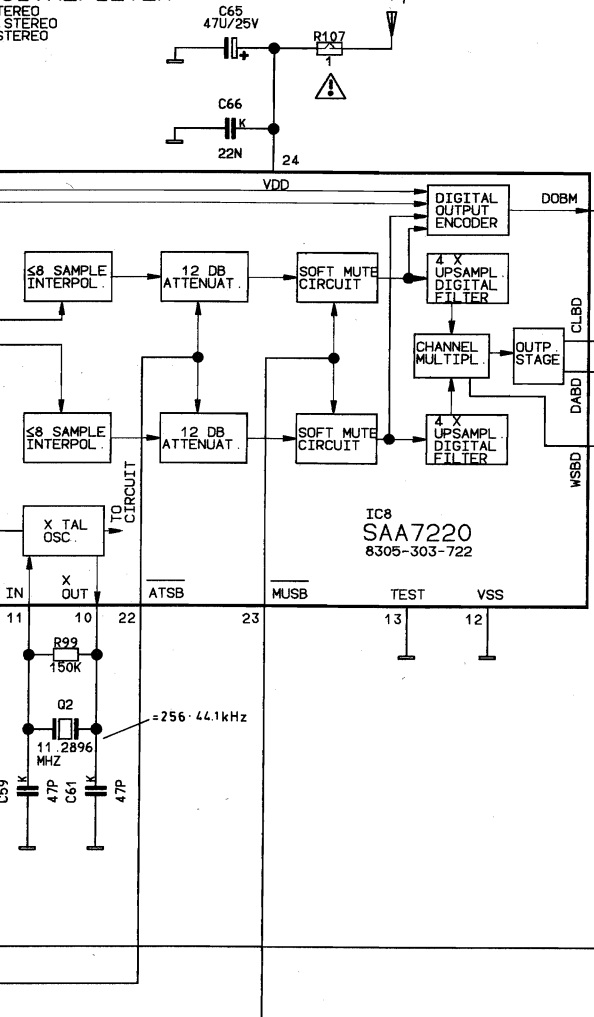 STEREO
STEREO
STEREO
C65
47U/25V
+
R107
1
C66
K
22N
24
VDD
DIGITAL
OUTPUT
ENCODER
DOBM
≤8 SAMPLE
INTERPOL.
12 DB
ATTENUAT.
SOFT MUTE
CIRCUIT
4 X
UPSAMPL.
DIGITAL
FILTER
CHANNEL
MULTIPL.
OUTP.
STAGE
CLBD
DABD
WSBD
≤8 SAMPLE
INTERPOL.
12 DB
ATTENUAT.
SOFT MUTE
CIRCUIT
4 X
UPSAMPL.
DIGITAL
FILTER
X TAL
OSC.
TO
CIRCUIT
IC8
SAA7220
8305-303-722
IN
X
OUT
ATSB
MUSB
TEST
VSS
11
10
22
23
13
12
R99
150K
Q2
11.2896
MHZ
=256·44.1kHz
C59
K
47P
C61
K
47P